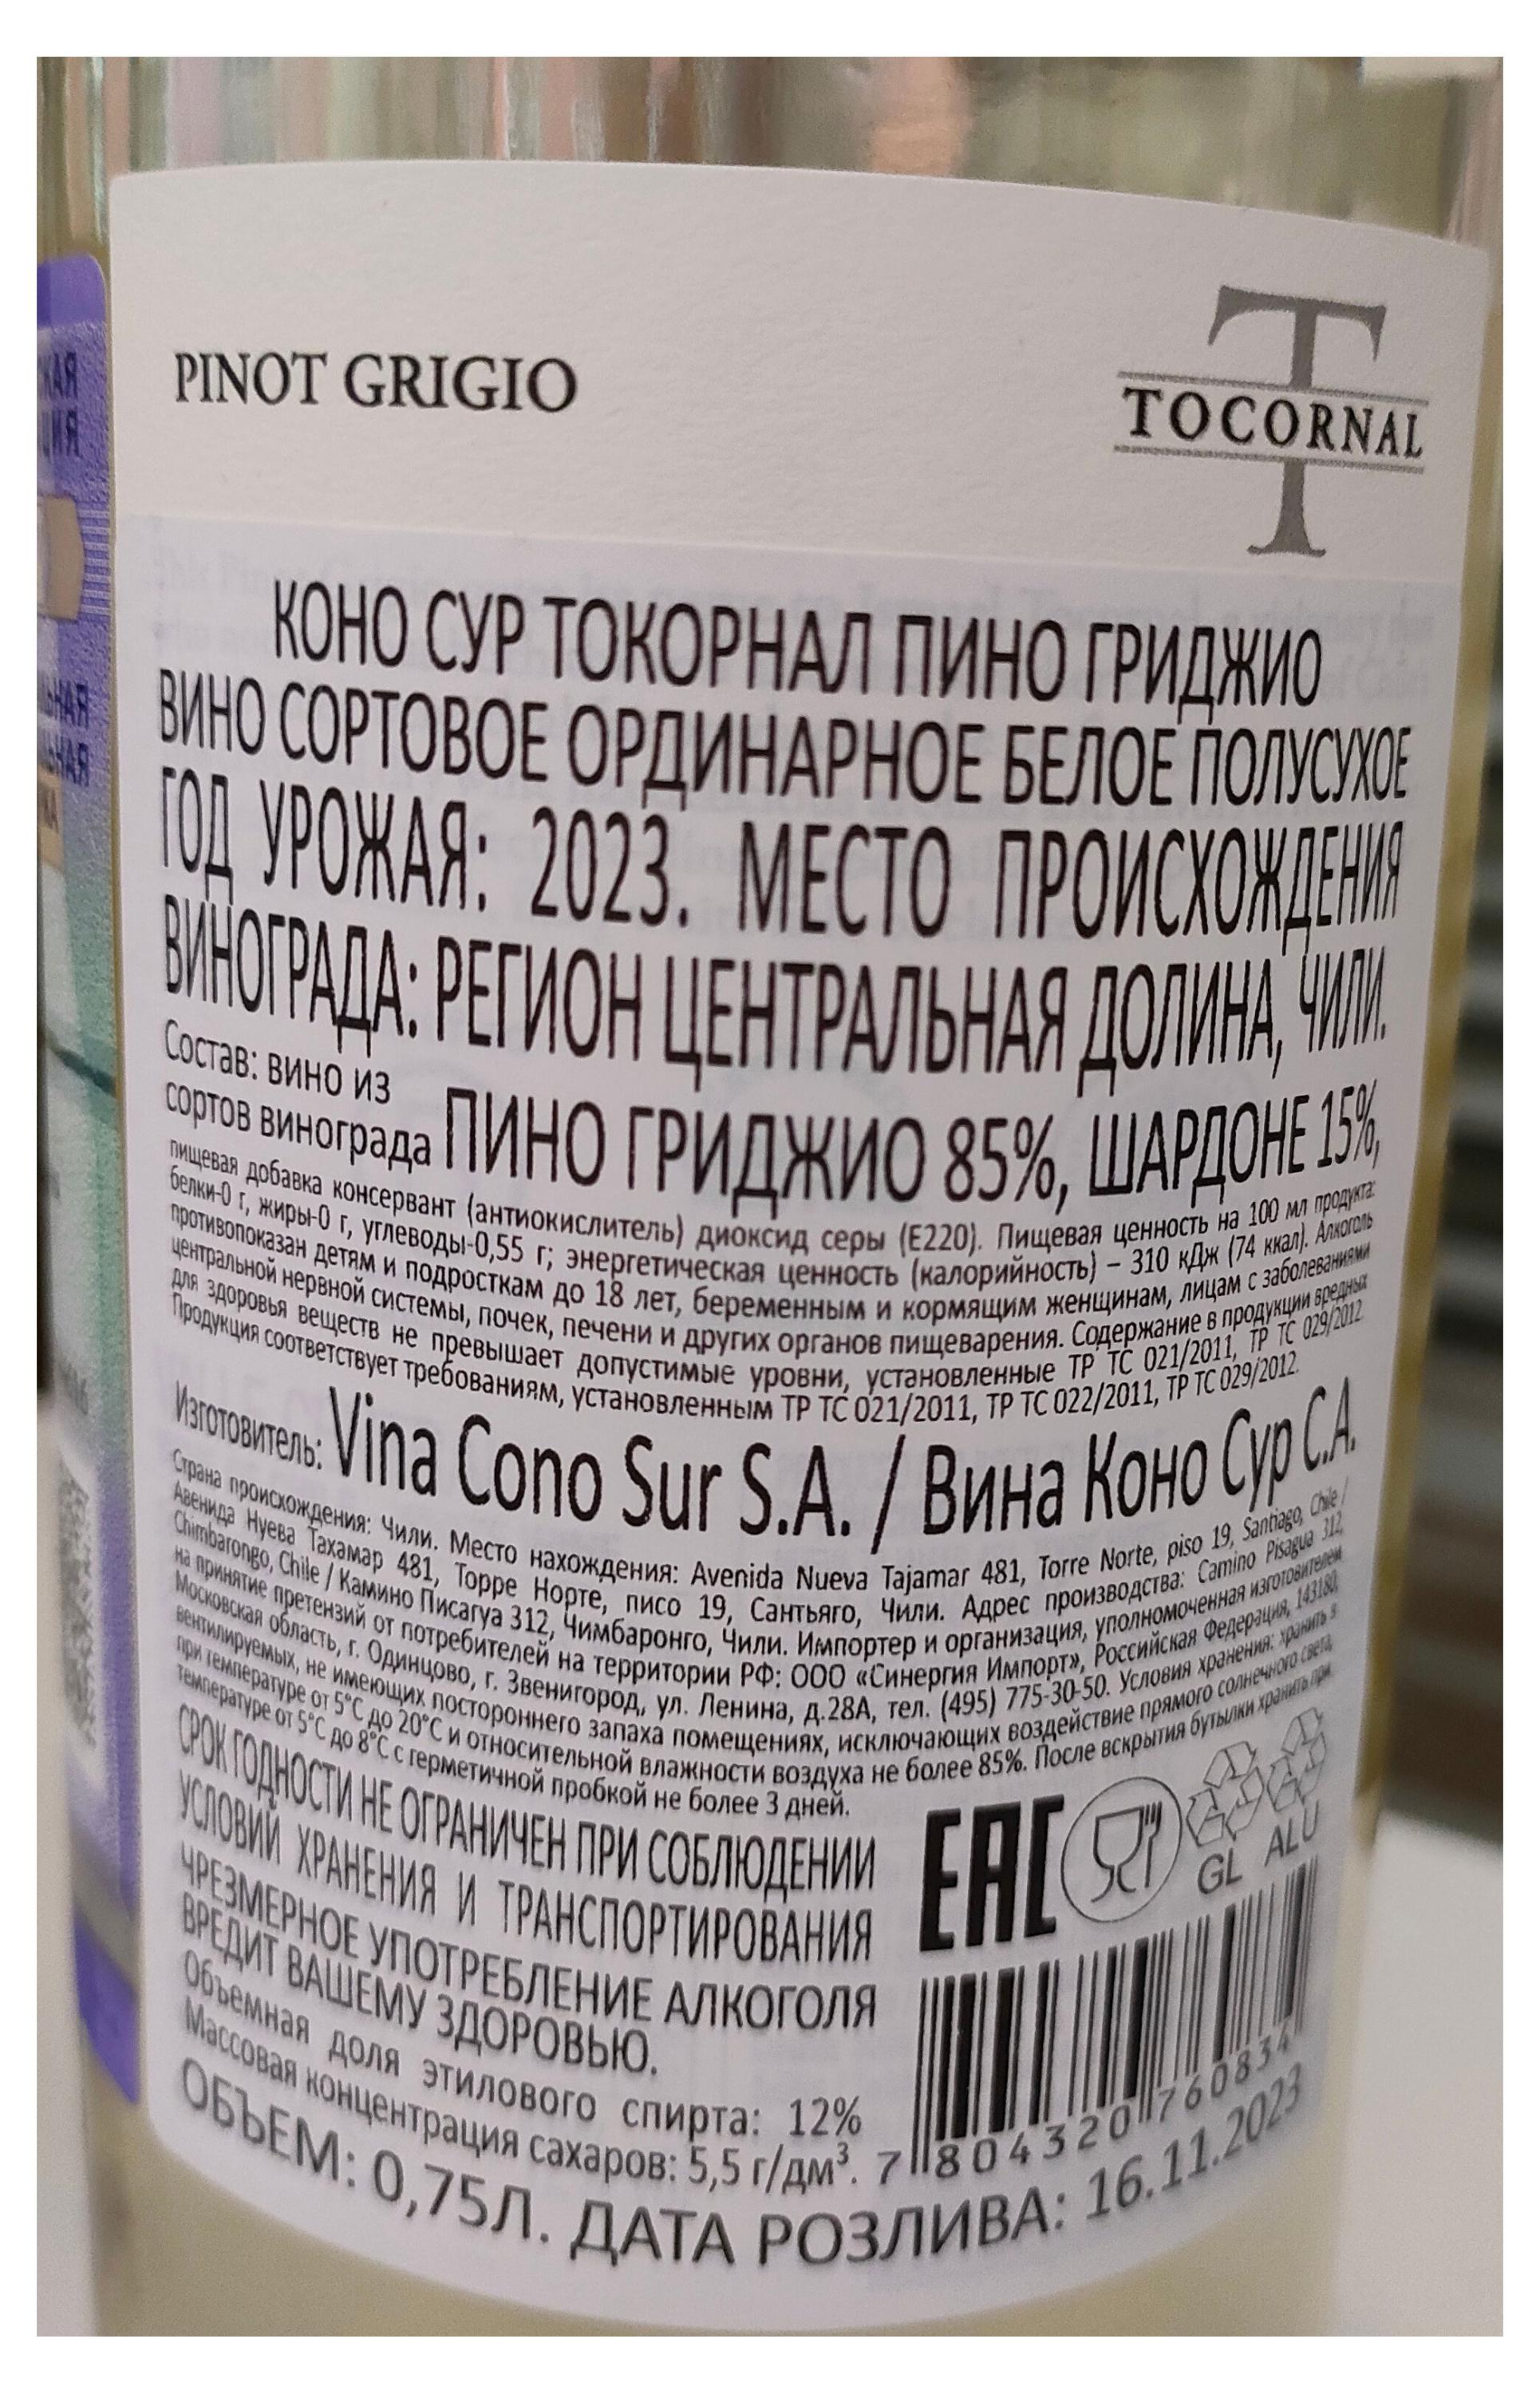 PINOT GRIGIO
TOCORNAL
КОНО СУР ТОКОРНАЛ ПИНО ГРИДЖИО
ВИНО СОРТОВОЕ ОРДИНАРНОЕ БЕЛОЕ ПОЛУСУХОЕ
ГОД УРОЖАЯ: 2023. МЕСТО ПРОИСХОЖДЕНИЯ
ВИНОГРАДА: РЕГИОН ЦЕНТРАЛЬНАЯ ДОЛИНА, ЧИЛИ.
Состав: вино из
сортов винограда ПИНО ГРИДЖИО 85%, ШАРДОНЕ 15%,
пищевая добавка консервант (антиокислитель) диоксид серы (Е220). Пищевая ценность на 100 мл продукта:
белки-0 г, жиры-0 г, углеводы-0,55 г; энергетическая ценность (калорийность) – 310 кДж (74 ккал). Алкоголь
противопоказан детям и подросткам до 18 лет, беременным и кормящим женщинам, лицам с заболеваниями
центральной нервной системы, почек, печени и других органов пищеварения. Содержание в продукции вредных
для здоровья веществ не превышает допустимые уровни, установленные ТР ТС 021/2011, ТР ТС 029/2012.
Продукция соответствует требованиям, установленным ТР ТС 021/2011, ТР ТС 022/2011, ТР ТС 029/2012.
Изготовитель: Vina Cono Sur S.A. / Вина Коно Сур С.А.
Страна происхождения: Чили. Место нахождения: Avenida Nueva Tajamar 481, Torre Norte, piso 19, Santiago, Chile /
Авенида Нуева Тахамар 481, Торре Норте, писо 19, Сантьяго, Чили. Адрес производства: Camino Pisagua 312,
Chimbarongo, Chile / Камино Писагуа 312, Чимбаронго, Чили. Импортер и организация, уполномоченная изготовителем
на принятие претензий от потребителей на территории РФ: ООО «Синергия Импорт», Российская Федерация, 143180,
Московская область, г. Одинцово, г. Звенигород, ул. Ленина, д.28А, тел. (495) 775-30-50. Условия хранения: хранить в
вентилируемых, не имеющих постороннего запаха помещениях, исключающих воздействие прямого солнечного света,
при температуре от 5°С до 20°С и относительной влажности воздуха не более 85%. После вскрытия бутылки хранить при
температуре от 5°С до 8°С с герметичной пробкой не более 3 дней.
СРОК ГОДНОСТИ НЕ ОГРАНИЧЕН ПРИ СОБЛЮДЕНИИ
УСЛОВИЙ ХРАНЕНИЯ И ТРАНСПОРТИРОВАНИЯ
ЧРЕЗМЕРНОЕ УПОТРЕБЛЕНИЕ АЛКОГОЛЯ
ВРЕДИТ ВАШЕМУ ЗДОРОВЬЮ.
EAC
GL ALU
Объемная доля этилового спирта: 12%
Массовая концентрация сахаров: 5,5 г/дм³.
7 804320 760834
ОБЪЕМ: 0,75Л. ДАТА РОЗЛИВА: 16.11.2023